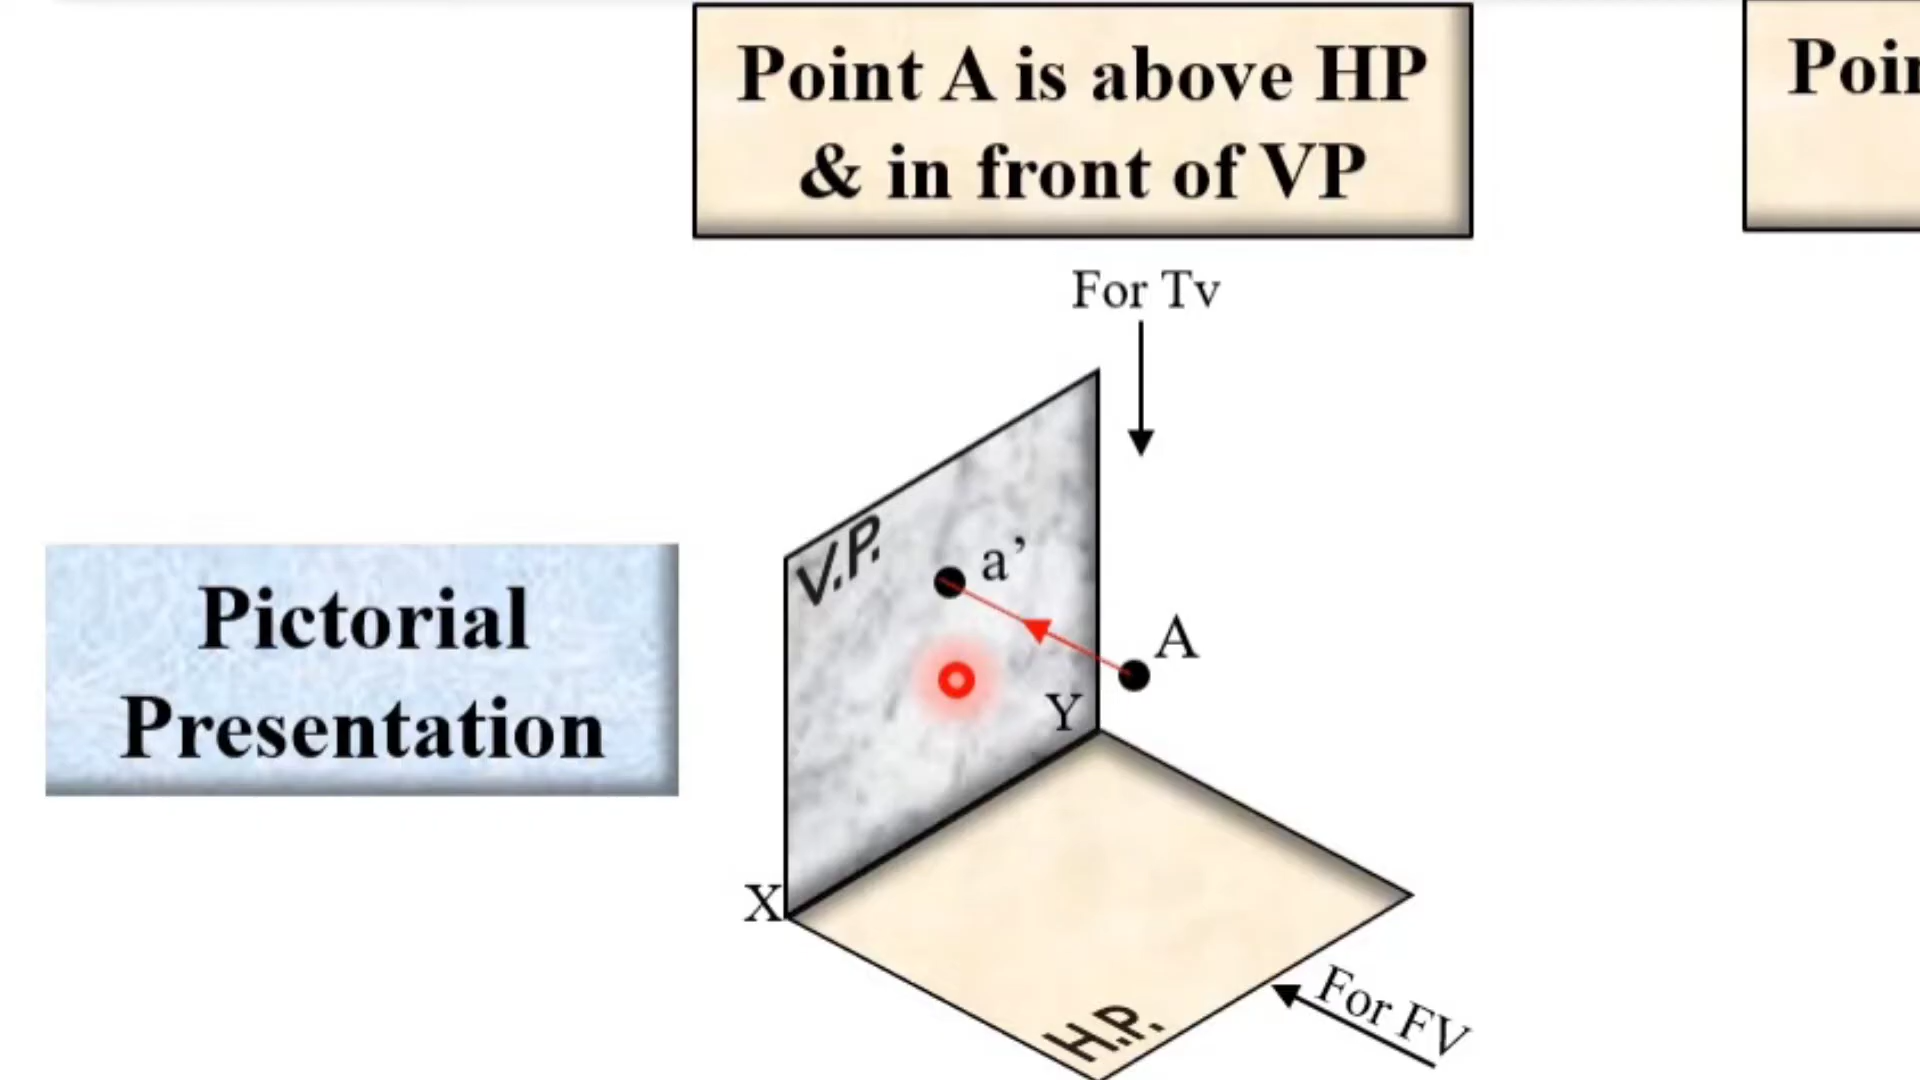 Point A is above HP
& in front of VP
For Tv
V.P.
a’
A
Y
Pictorial
Presentation
X
For FV
H.P.